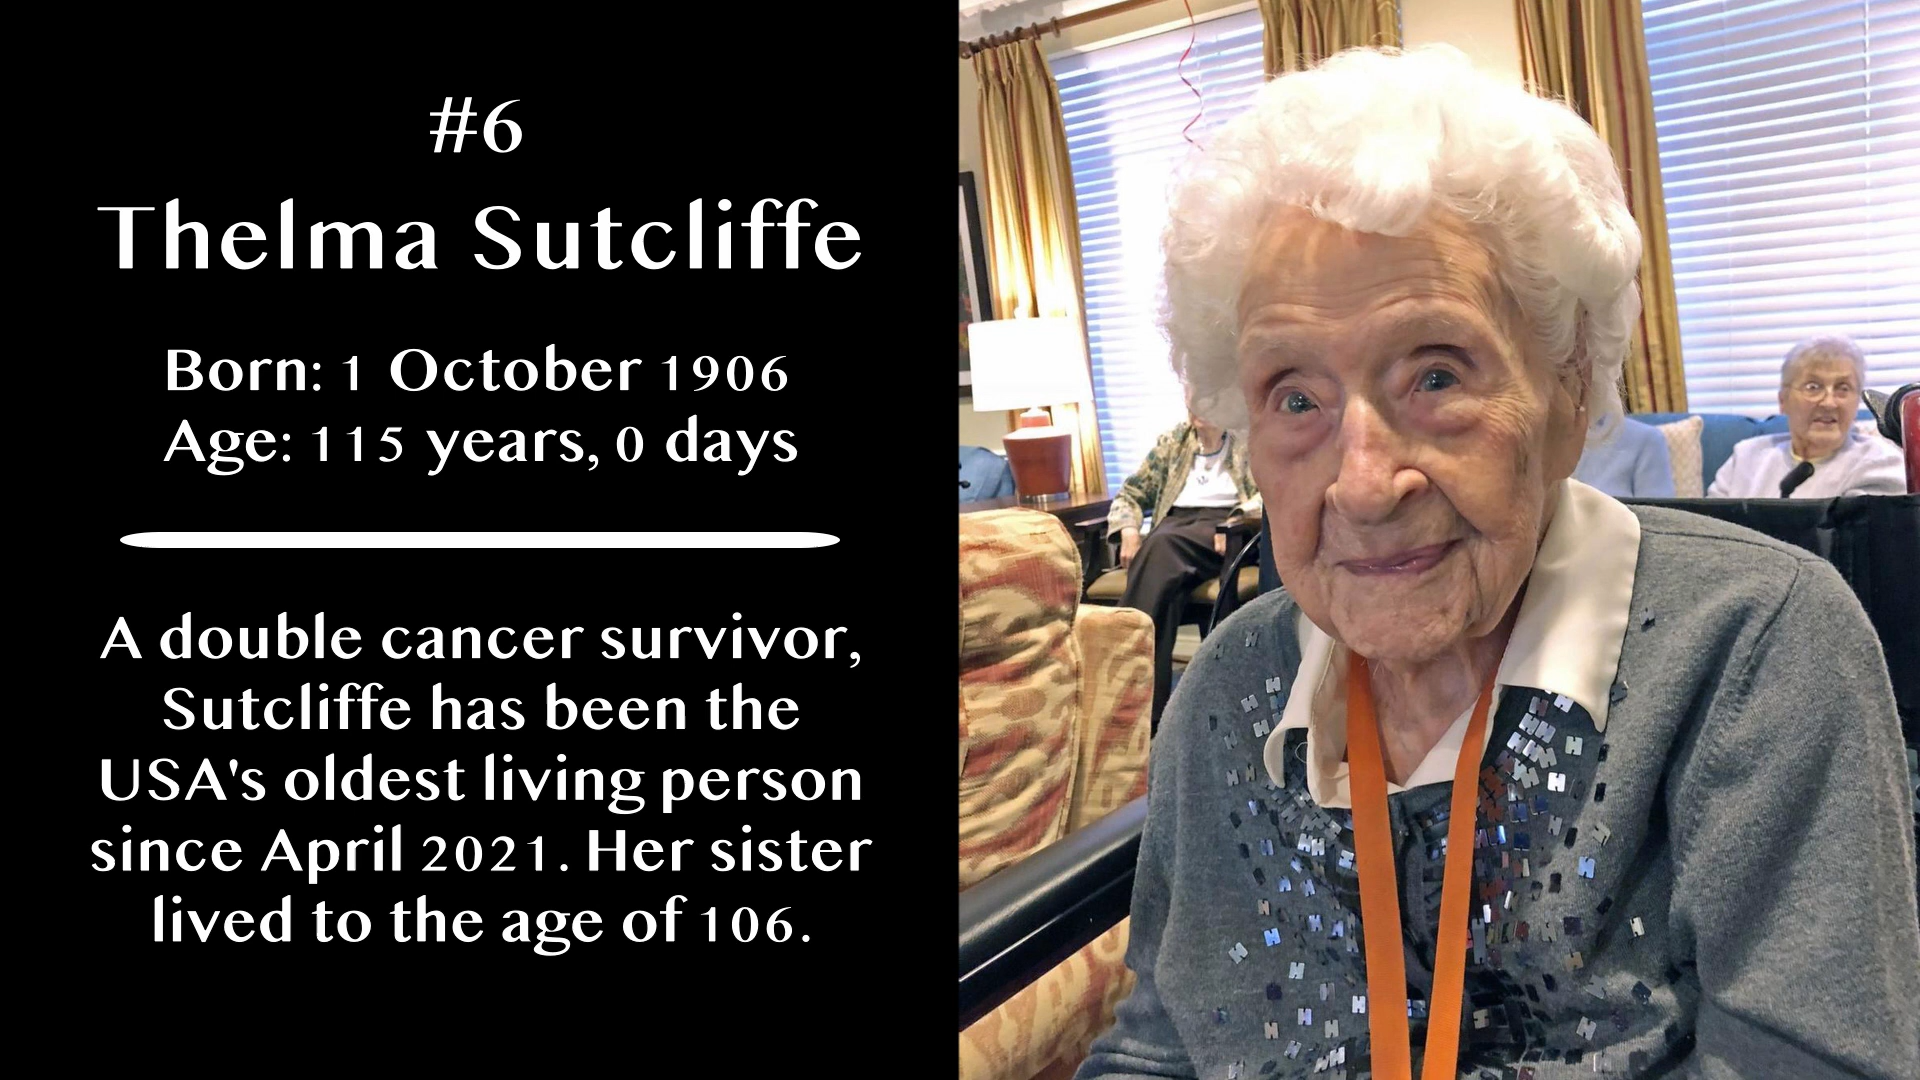 #6
Thelma Sutcliffe
Born: 1 October 1906
Age: 115 years, 0 days
A double cancer survivor,
Sutcliffe has been the
USA's oldest living person
since April 2021. Her sister
lived to the age of 106.